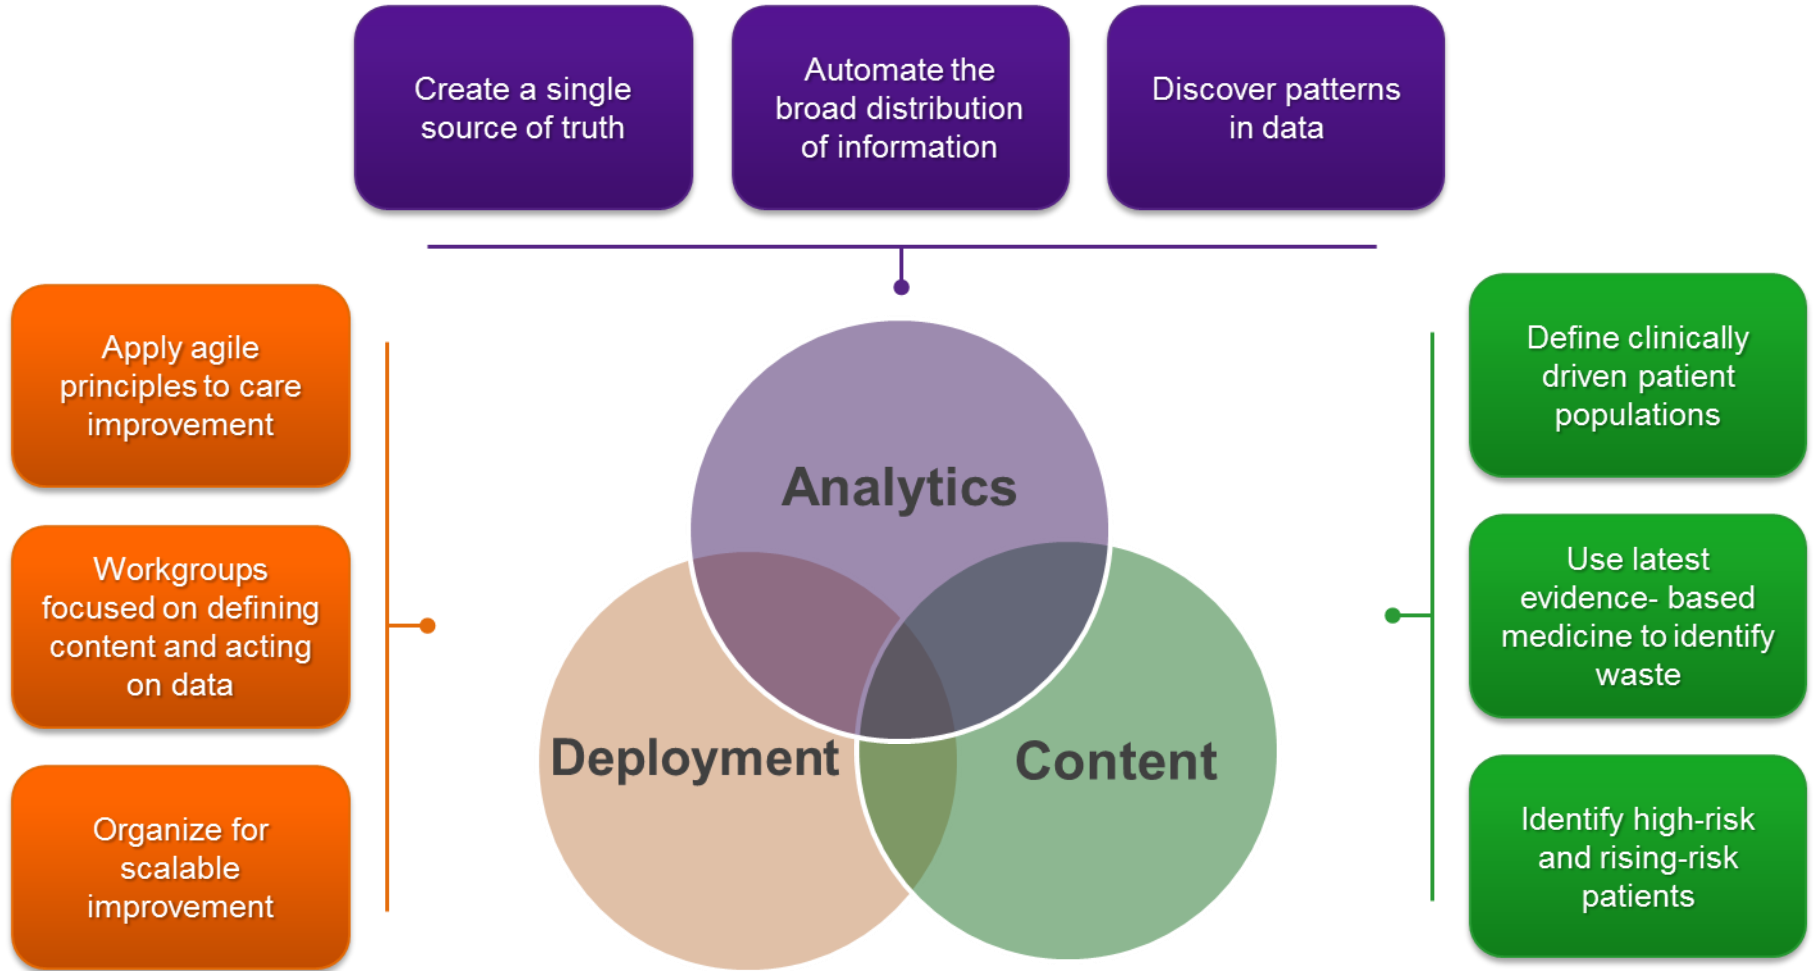 Create a single
source of truth
Automate the
broad distribution
of information
Discover patterns
in data
Apply agile
principles to care
improvement
Workgroups
focused on defining
content and acting
on data
Organize for
scalable
improvement
Analytics
Deployment
Content
Define clinically
driven patient
populations
Use latest
evidence- based
medicine to identify
waste
Identify high-risk
and rising-risk
patients